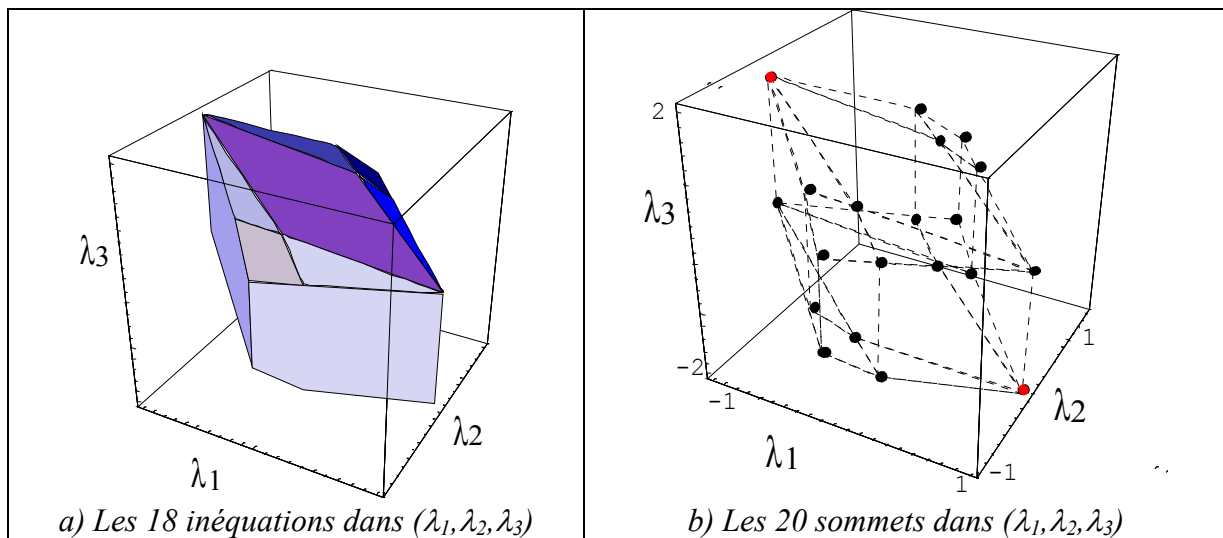 λ3
λ1
λ2
a) Les 18 inéquations dans (λ1,λ2,λ3)
2
λ3
-2
-1
λ1
1
-1
λ2
1
b) Les 20 sommets dans (λ1,λ2,λ3)